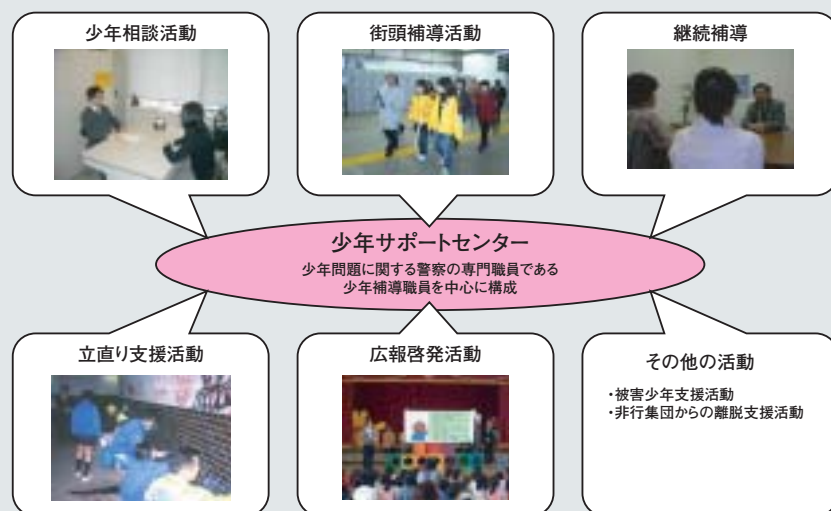 少年相談活動
街頭補導活動
継続補導
少年サポートセンター
少年問題に関する警察の専門職員である
少年補導職員を中心に構成
立直り支援活動
広報啓発活動
その他の活動
・被害少年支援活動
・非行集団からの離脱支援活動